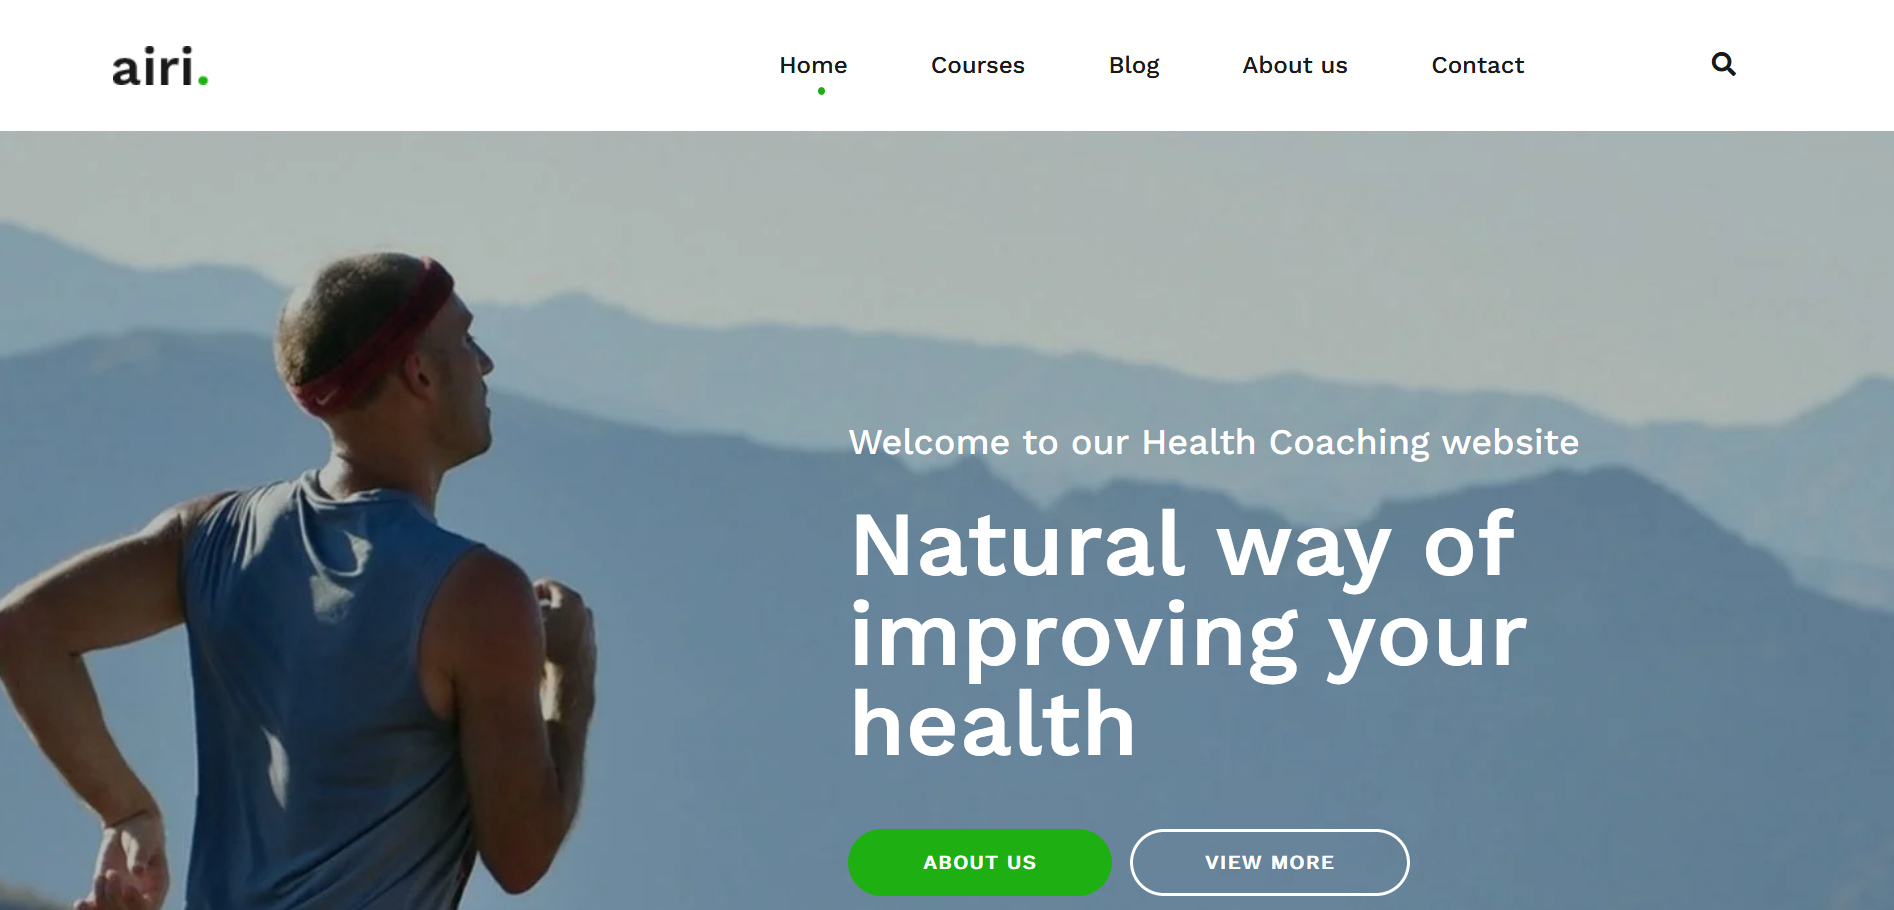 airi.
Home Courses Blog About us Contact
Welcome to our Health Coaching website
Natural way of
improving your
health
ABOUT US VIEW MORE